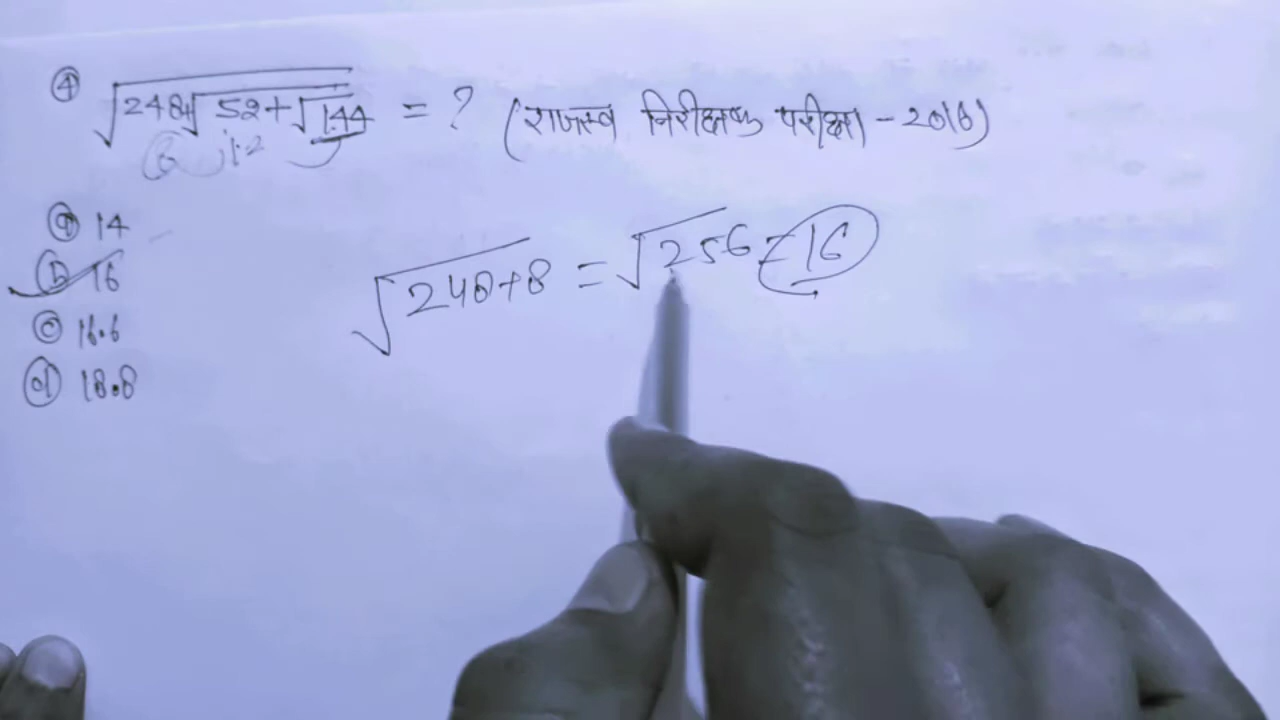 ④ √248+√52+√144 = ? (राजस्व निरीक्षक परीक्षा - 2018)
8 12
ⓐ 14
ⓑ 16
ⓒ 16.6
ⓓ 18.8
√248+8 = √256 = 16